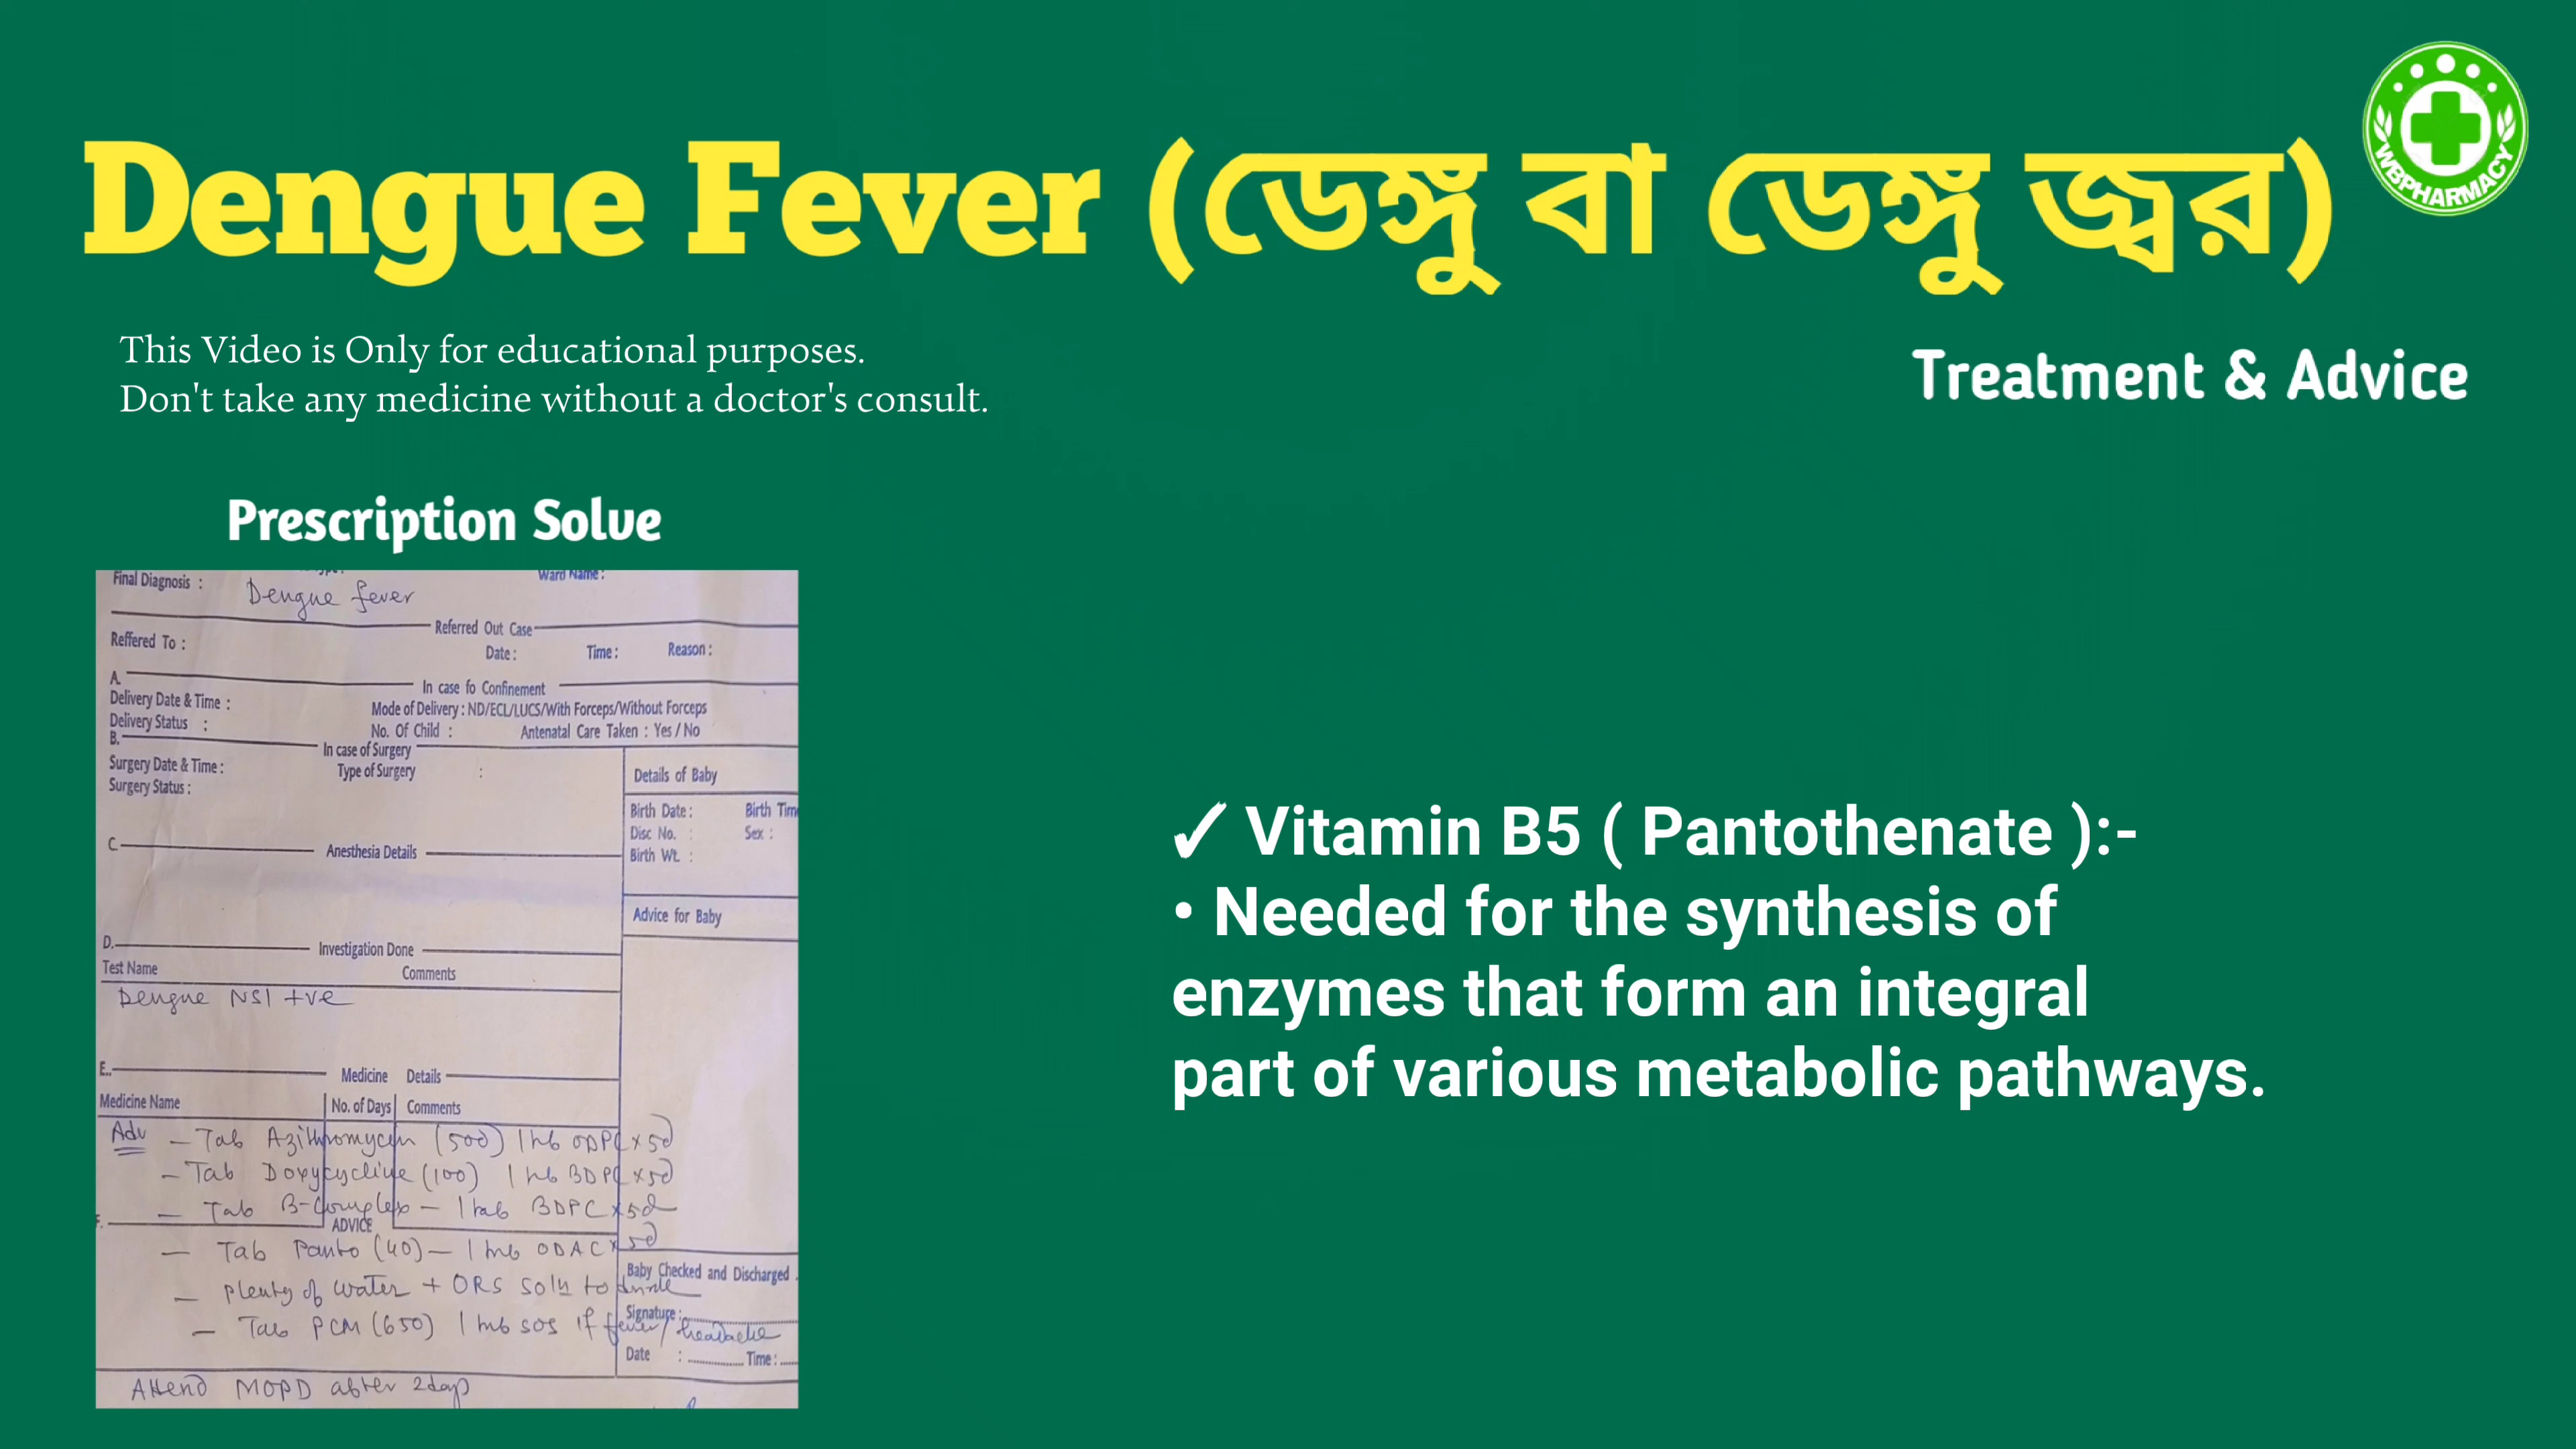 Dengue Fever (ডেঙ্গু বা ডেঙ্গু জ্বর)
WBPHARMACY
This Video is Only for educational purposes.
Don't take any medicine without a doctor's consult.
Treatment & Advice
Prescription Solve
Final Diagnosis : Dengue fever
Ward Name :
Referred Out Case
Reffered To :
Date : Time : Reason :
A.
In case fo Confinement
Delivery Date & Time :
Mode of Delivery : ND/ECL/LUCS/With Forceps/Without Forceps
Delivery Status :
No. Of Child : Antenatal Care Taken : Yes / No
B.
In case of Surgery
Surgery Date & Time :
Type of Surgery :
Surgery Status :
Details of Baby
Birth Date : Birth Tim
Disc No. : Sex :
Birth Wt. :
C.
Anesthesia Details
Advice for Baby
D.
Investigation Done
Test Name Comments
Dengue NS1 +ve
E..
Medicine Details
Medicine Name No. of Days Comments
Adv - Tab Azithromycin (500) 1 tab ODPC x 5d
- Tab Doxycycline (100) 1 tab BDPC x 5d
- Tab B-Complex - 1 tab BDPC x 5d
F.
ADVICE
- Tab Panto (40) - 1 tab ODAC x 5d
- plenty of water + ORS soln to drink
- Tab PCM (650) 1 tab SOS if fever / headache
Baby Checked and Discharged
Signature :
Date : Time :
Attend MOPD after 2 days
✓ Vitamin B5 ( Pantothenate ):-
• Needed for the synthesis of
enzymes that form an integral
part of various metabolic pathways.